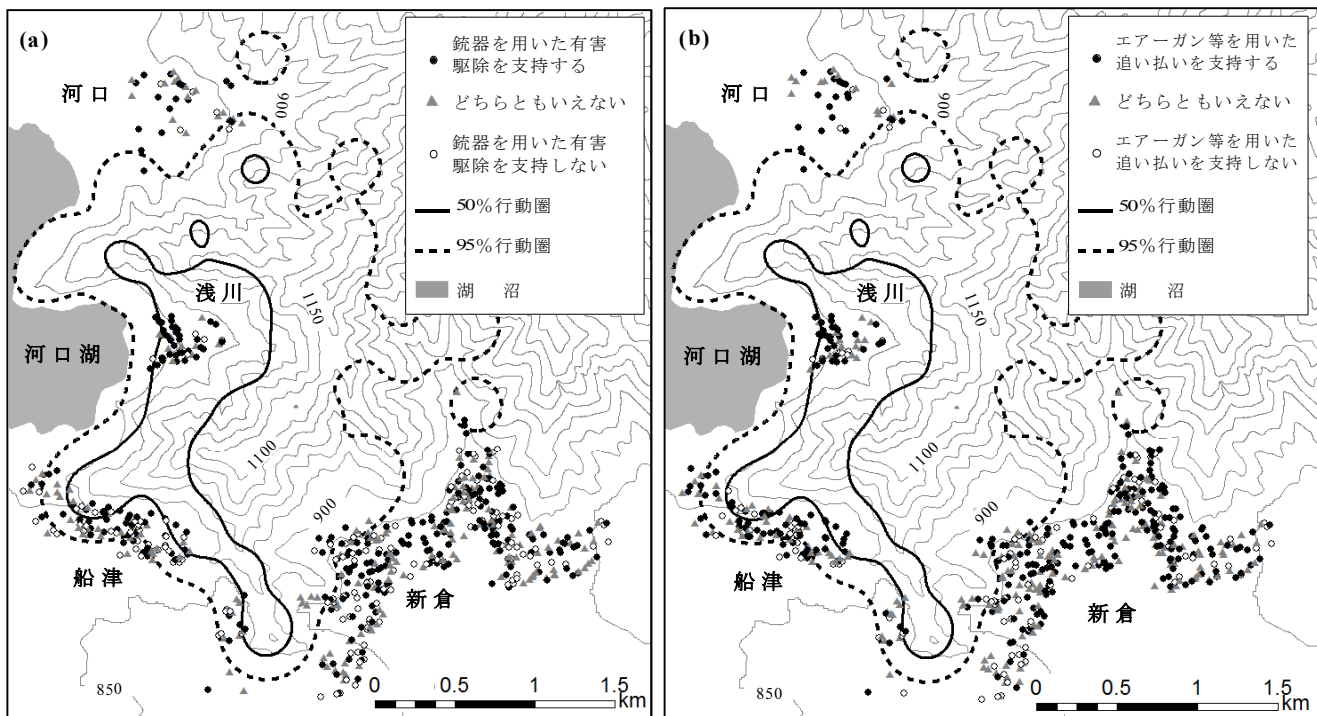 (a)
銃器を用いた有害
駆除を支持する
どちらともいえない
銃器を用いた有害
駆除を支持しない
50%行動圏
95%行動圏
湖 沼
河口
900
浅川
1150
河口湖
1100
900
船津
新倉
850
0 0.5 1 1.5
km
(b)
エアーガン等を用いた
追い払いを支持する
どちらともいえない
エアーガン等を用いた
追い払いを支持しない
50%行動圏
95%行動圏
湖 沼
河口
900
浅川
1150
河口湖
1100
900
船津
新倉
850
0 0.5 1 1.5
km